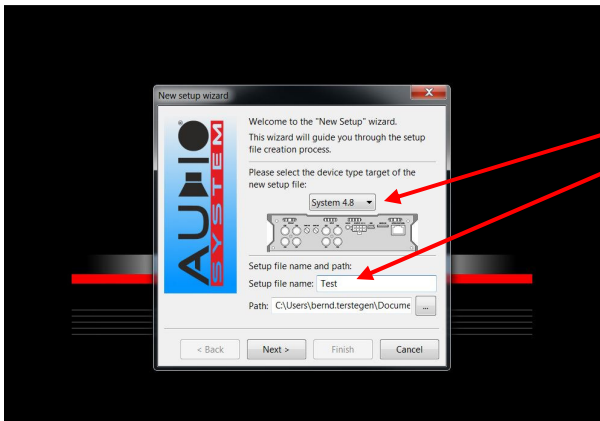 New setup wizard
AUDIO
SYSTEM
Welcome to the "New Setup" wizard.
This wizard will guide you through the setup
file creation process.
Please select the device type target of the
new setup file:
System 4.8
Setup file name and path:
Setup file name: Test
Path: C:\Users\bernd.terstegen\Docume ...
< Back Next > Finish Cancel